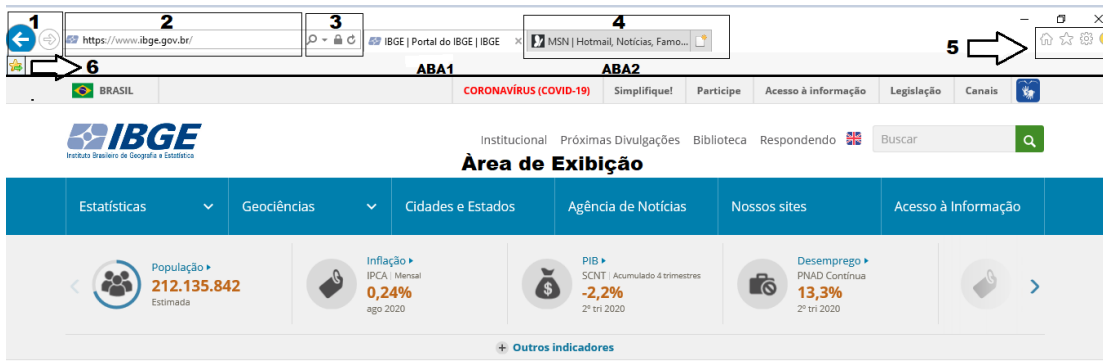 1
2
3
4
https://www.ibge.gov.br/
IBGE | Portal do IBGE | IBGE
MSN | Hotmail, Notícias, Famo...
5
6
ABA1
ABA2
BRASIL
CORONAVÍRUS (COVID-19)
Simplifique!
Participe
Acesso à informação
Legislação
Canais
IBGE
Instituto Brasileiro de Geografia e Estatística
Institucional
Próximas Divulgações
Biblioteca
Respondendo
Buscar
Àrea de Exibição
Estatísticas
Geociências
Cidades e Estados
Agência de Notícias
Nossos sites
Acesso à Informação
População
212.135.842
Estimada
Inflação
IPCA | Mensal
0,24%
ago 2020
PIB
SCNT | Acumulado 4 trimestres
-2,2%
2º tri 2020
Desemprego
PNAD Contínua
13,3%
2º tri 2020
Outros indicadores